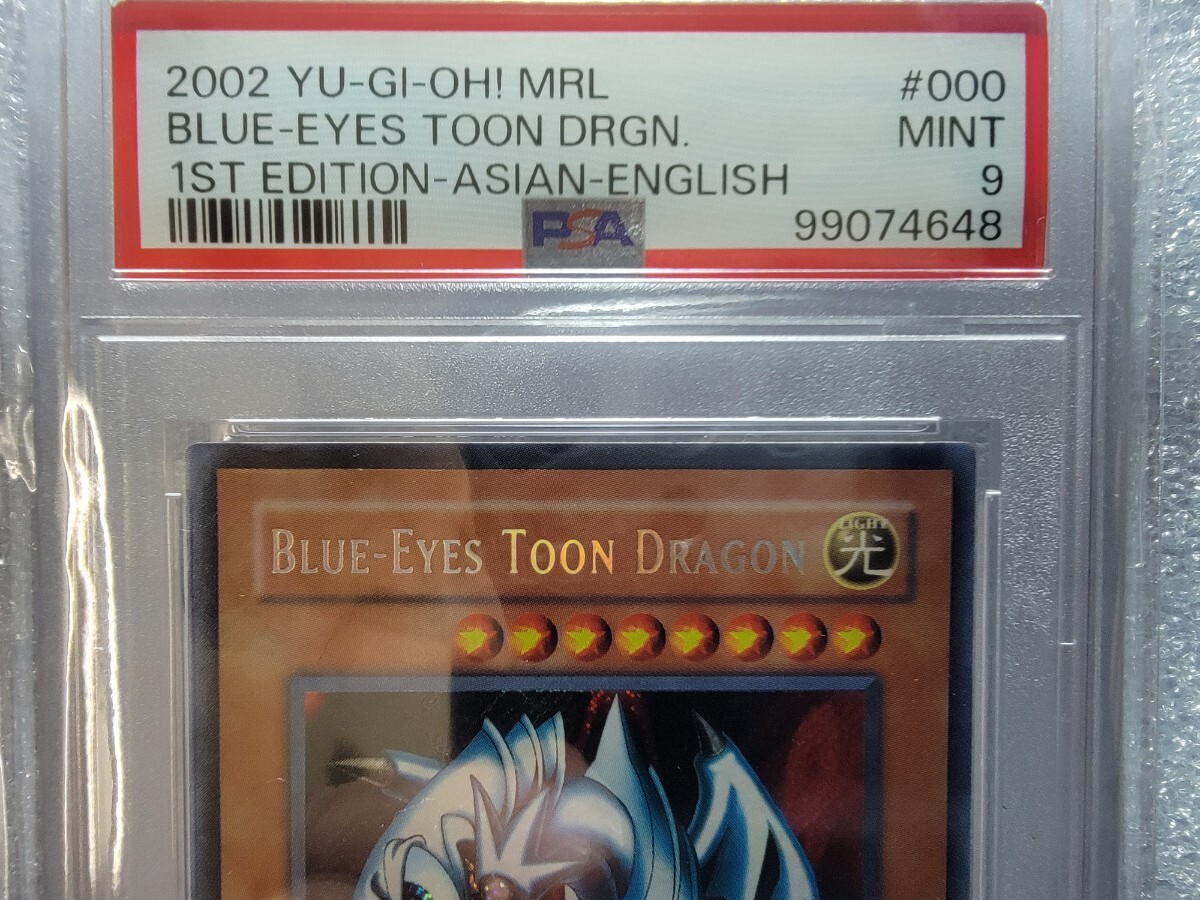 2002 YU-GI-OH! MRL #000
BLUE-EYES TOON DRGN. MINT
1ST EDITION-ASIAN-ENGLISH 9
PSA 99074648
BLUE-EYES TOON DRAGON LIGHT
光